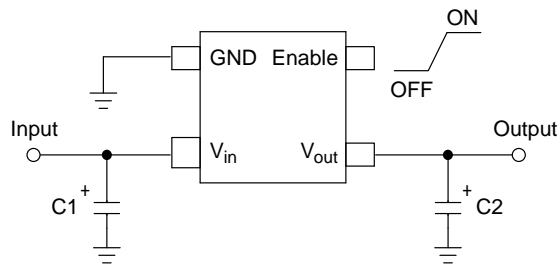 ON
GND Enable
OFF
Input
Output
Vin
Vout
+
C1
+
C2